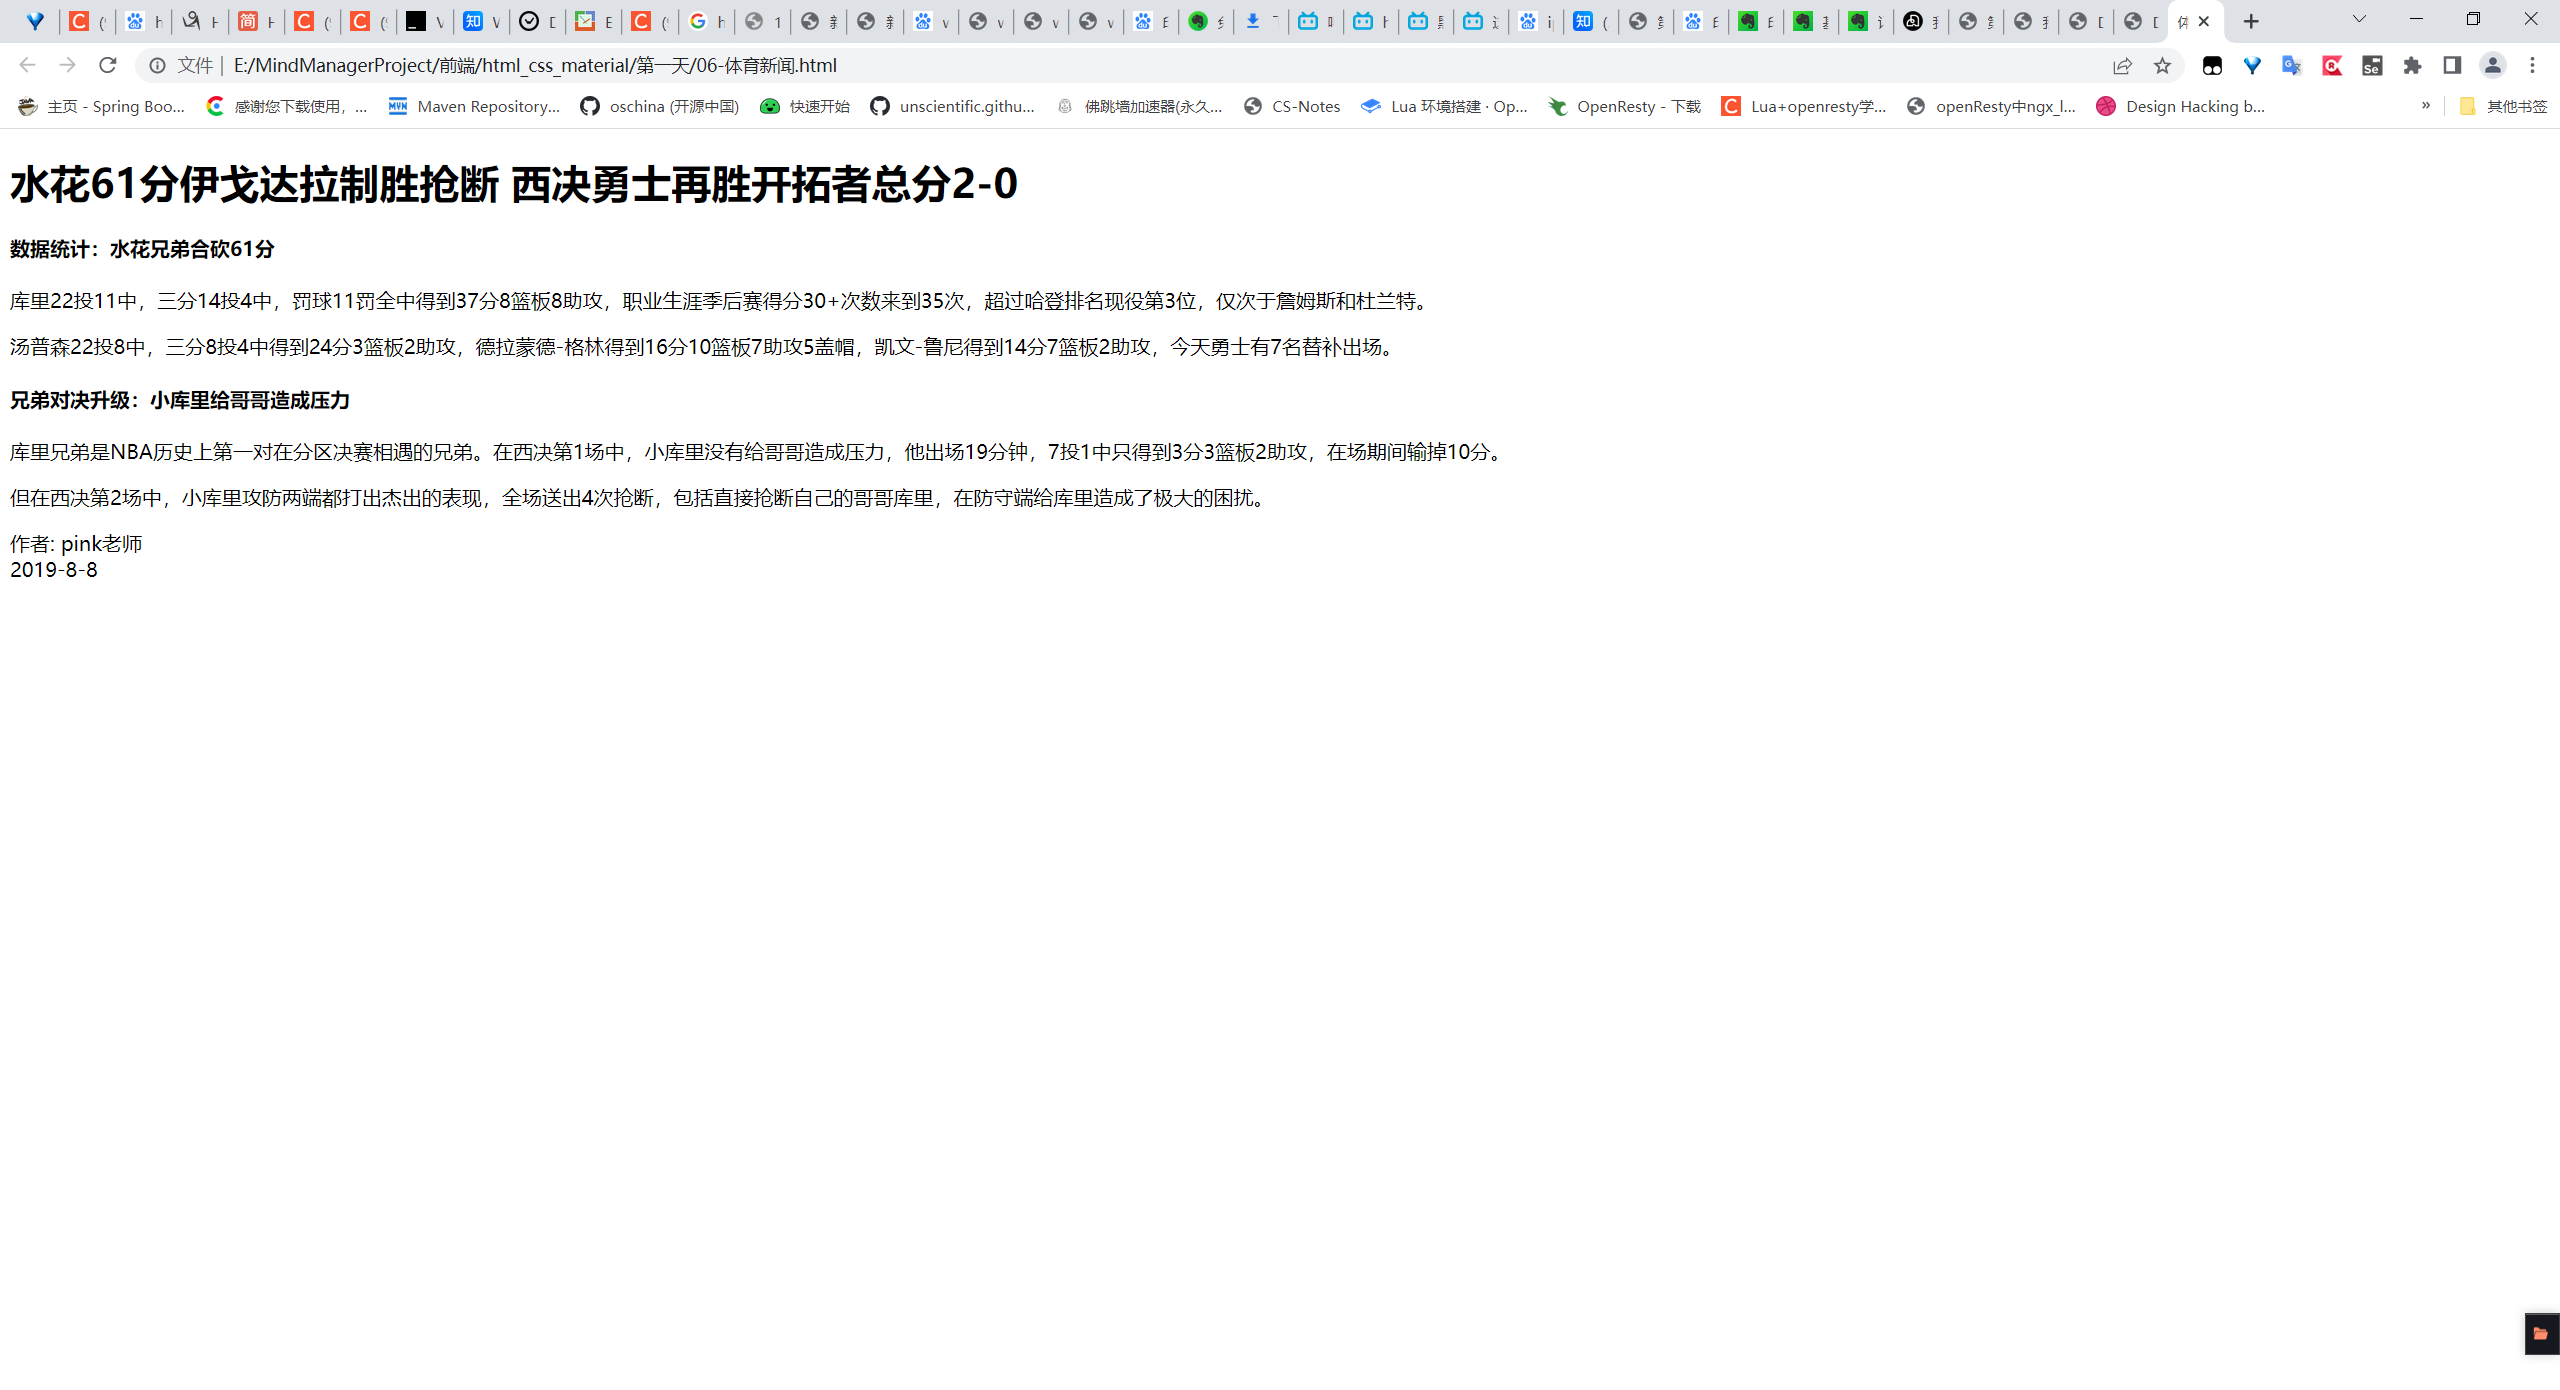 文件 | E:/MindManagerProject/前端/html_css_material/第一天/06-体育新闻.html
主页 - Spring Boo...
感谢您下载使用，...
Maven Repository...
oschina (开源中国)
快速开始
unscientific.githu...
佛跳墙加速器(永久...
CS-Notes
Lua 环境搭建 · Op...
OpenResty - 下载
Lua+openresty学...
openResty中ngx_l...
Design Hacking b...
»
其他书签
水花61分伊戈达拉制胜抢断 西决勇士再胜开拓者总分2-0
数据统计：水花兄弟合砍61分
库里22投11中，三分14投4中，罚球11罚全中得到37分8篮板8助攻，职业生涯季后赛得分30+次数来到35次，超过哈登排名现役第3位，仅次于詹姆斯和杜兰特。
汤普森22投8中，三分8投4中得到24分3篮板2助攻，德拉蒙德-格林得到16分10篮板7助攻5盖帽，凯文-鲁尼得到14分7篮板2助攻，今天勇士有7名替补出场。
兄弟对决升级：小库里给哥哥造成压力
库里兄弟是NBA历史上第一对在分区决赛相遇的兄弟。在西决第1场中，小库里没有给哥哥造成压力，他出场19分钟，7投1中只得到3分3篮板2助攻，在场期间输掉10分。
但在西决第2场中，小库里攻防两端都打出杰出的表现，全场送出4次抢断，包括直接抢断自己的哥哥库里，在防守端给库里造成了极大的困扰。
作者: pink老师
2019-8-8